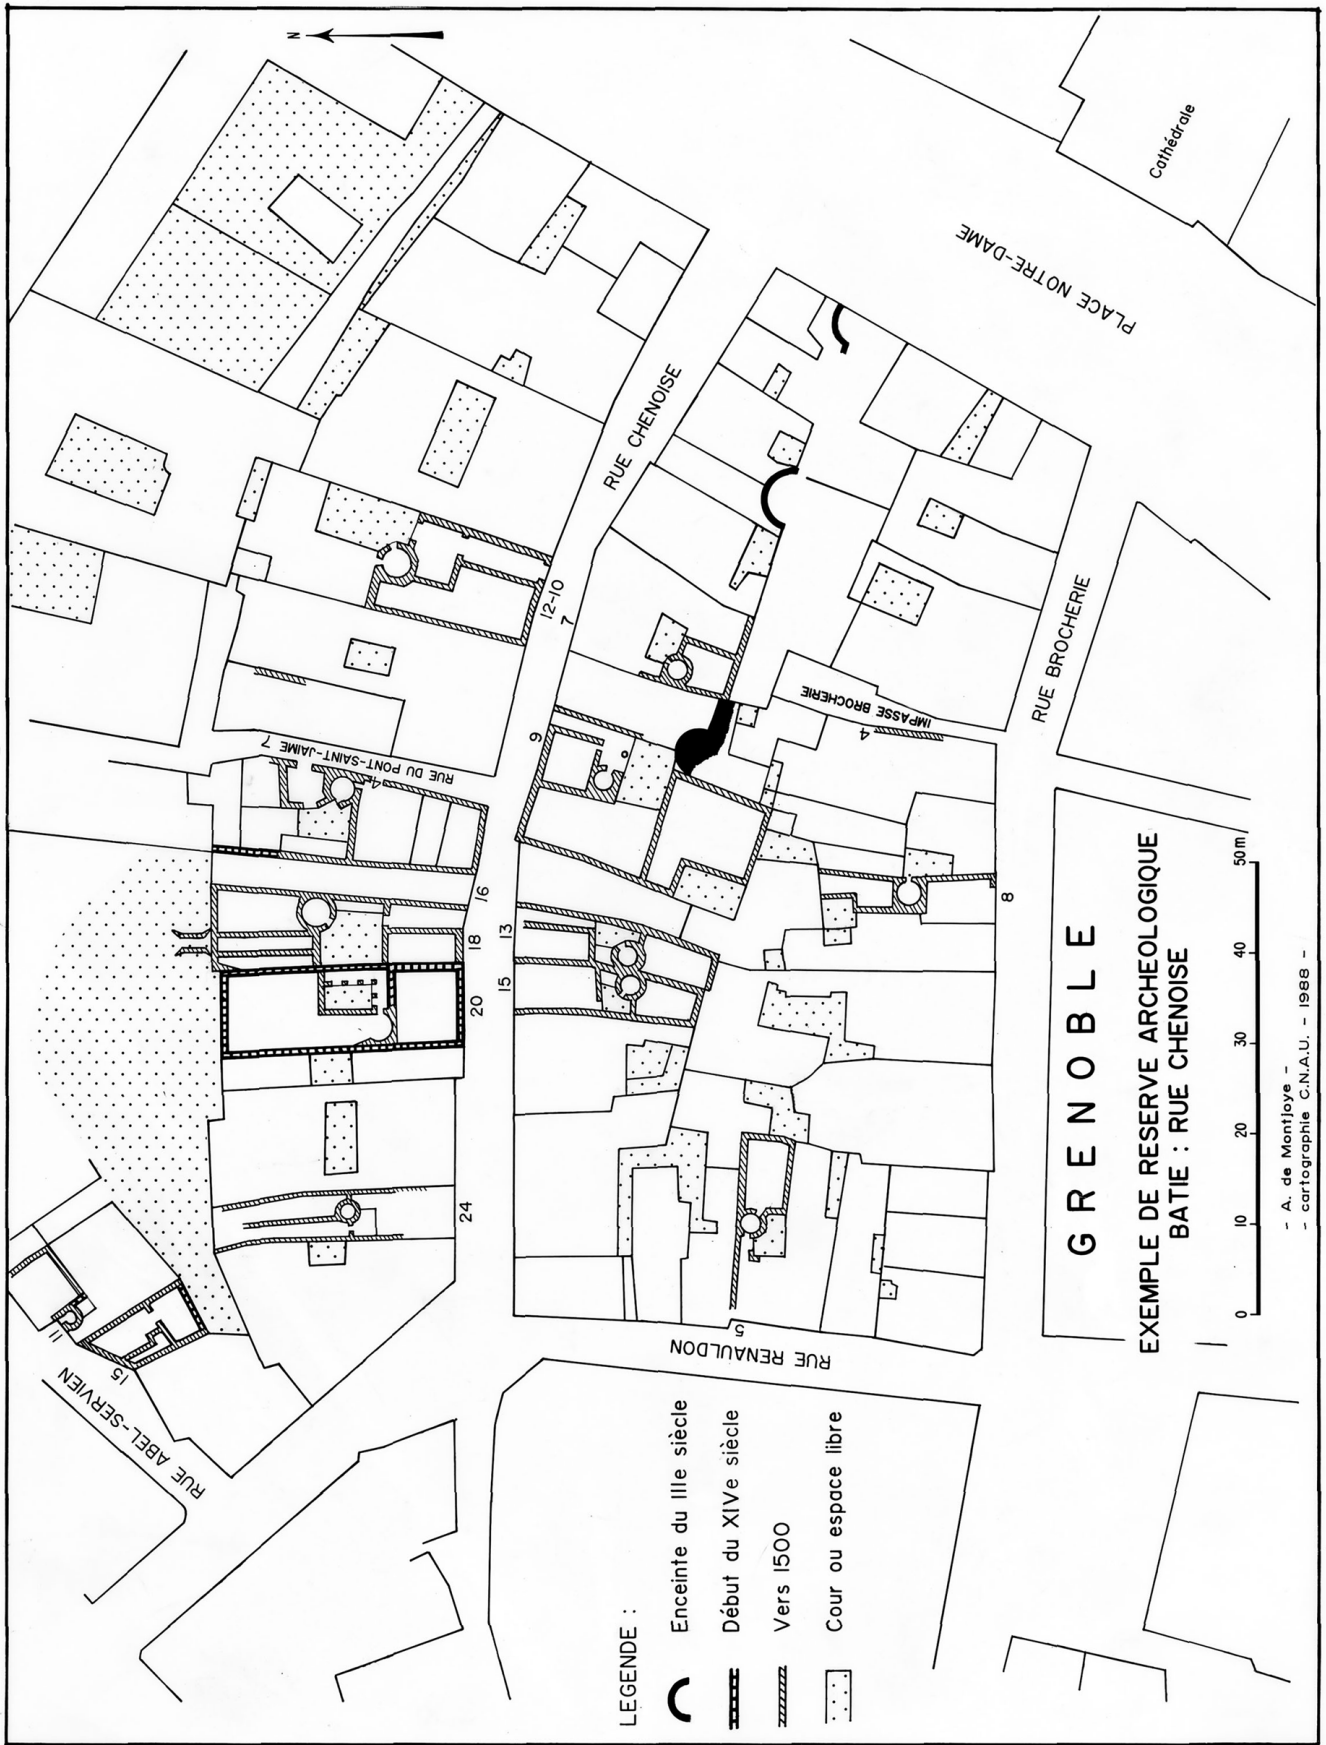 GRENOBLE
EXEMPLE DE RESERVE ARCHEOLOGIQUE
BATIE : RUE CHENOISE
0 10 20 30 40 50m
- A. de Montjoye -
- cartographie C.N.A.U. - 1988 -
LEGENDE :
Enceinte du IIIe siècle
Début du XIVe siècle
Vers 1500
Cour ou espace libre
N
Cathédrale
PLACE NOTRE-DAME
RUE CHENOISE
RUE BROCHERIE
IMPASSE BROCHERIE
4
RUE DU PONT-SAINT-JAIME
7
4
12-10
7
9
16
18
13
15
20
24
8
RUE RENAULDON
5
RUE ABEL-SERVIEN
11
15